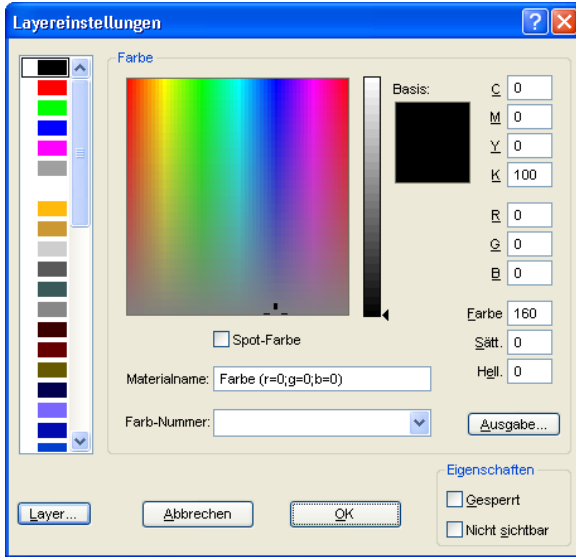 Layereinstellungen
Farbe
Basis:
C 0
M 0
Y 0
K 100
R 0
G 0
B 0
Farbe 160
Sätt. 0
Hell. 0
Spot-Farbe
Materialname: Farbe (r=0;g=0;b=0)
Farb-Nummer:
Ausgabe...
Eigenschaften
Gesperrt
Nicht sichtbar
Layer...
Abbrechen
OK